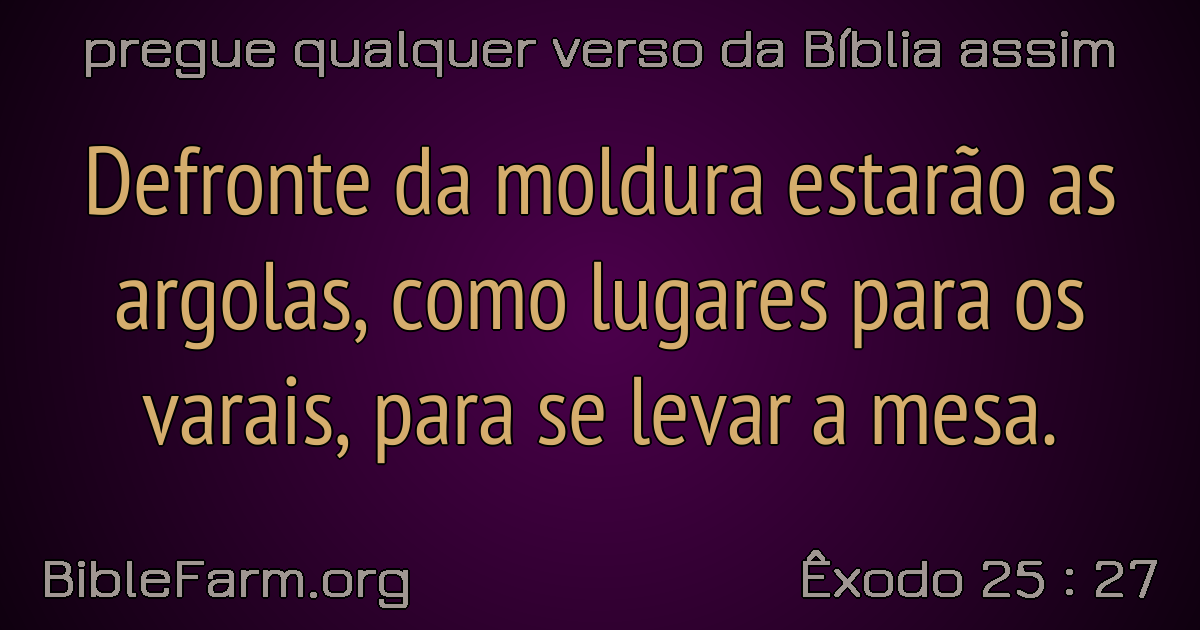 pregue qualquer verso da Bíblia assim
Defronte da moldura estarão as
argolas, como lugares para os
varais, para se levar a mesa.
BibleFarm.org
Êxodo 25 : 27